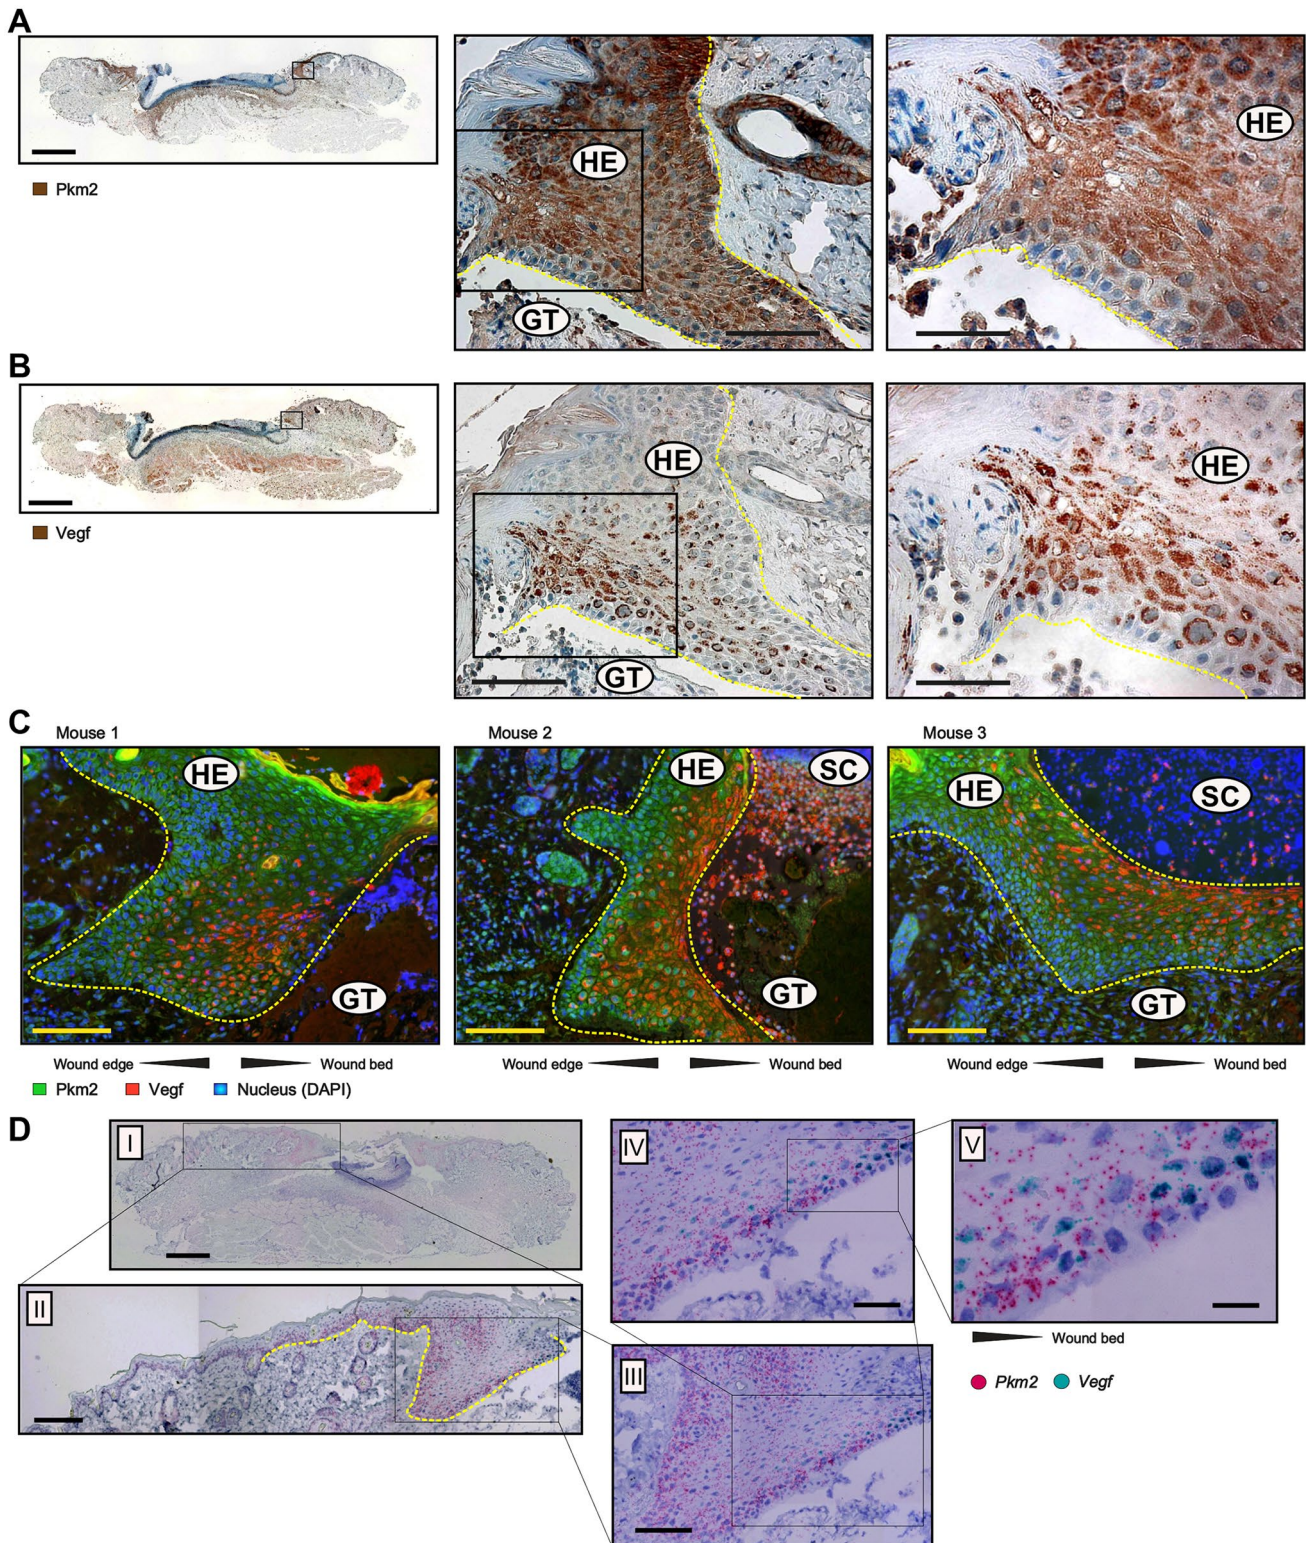 A
Pkm2
HE
GT
HE
B
Vegf
HE
GT
HE
C
Mouse 1
Mouse 2
Mouse 3
HE
GT
HE
SC
GT
HE
SC
GT
Wound edge
Wound bed
Wound edge
Wound bed
Wound edge
Wound bed
Pkm2
Vegf
Nucleus (DAPI)
D
I
IV
V
II
III
Wound bed
Pkm2
Vegf